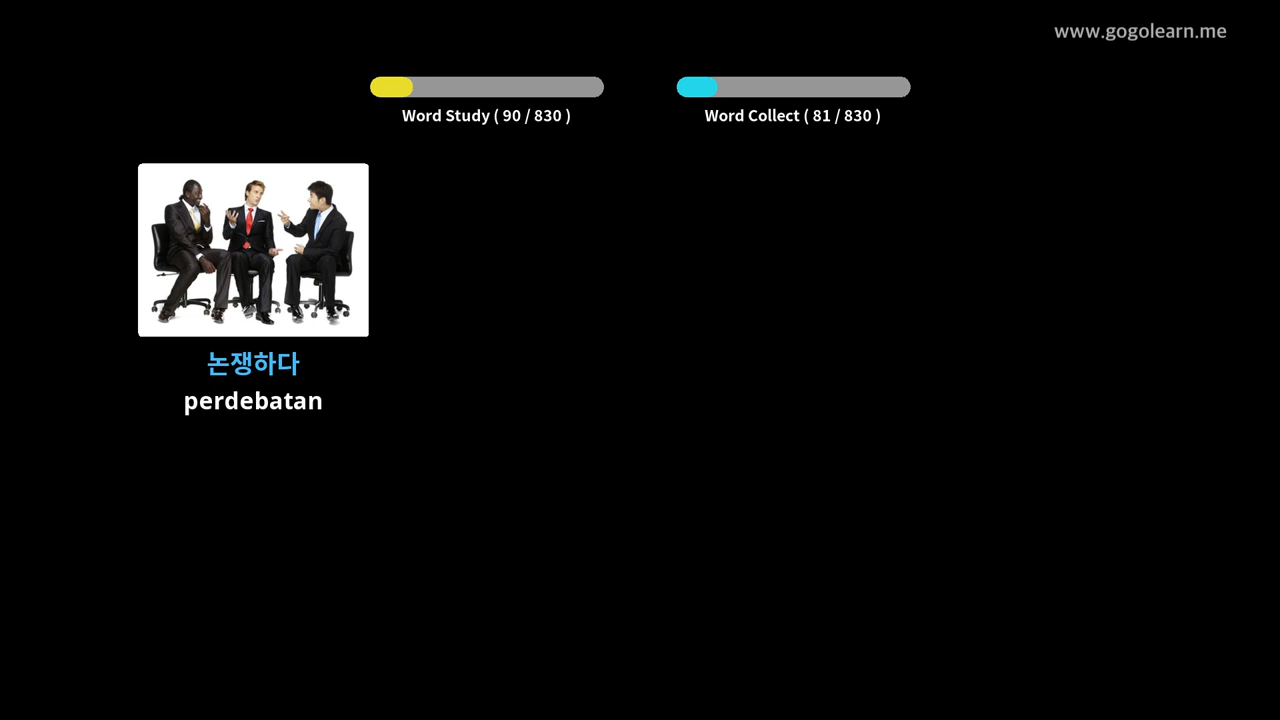 www.gogolearn.me
Word Study ( 90 / 830 )
Word Collect ( 81 / 830 )
논쟁하다
perdebatan